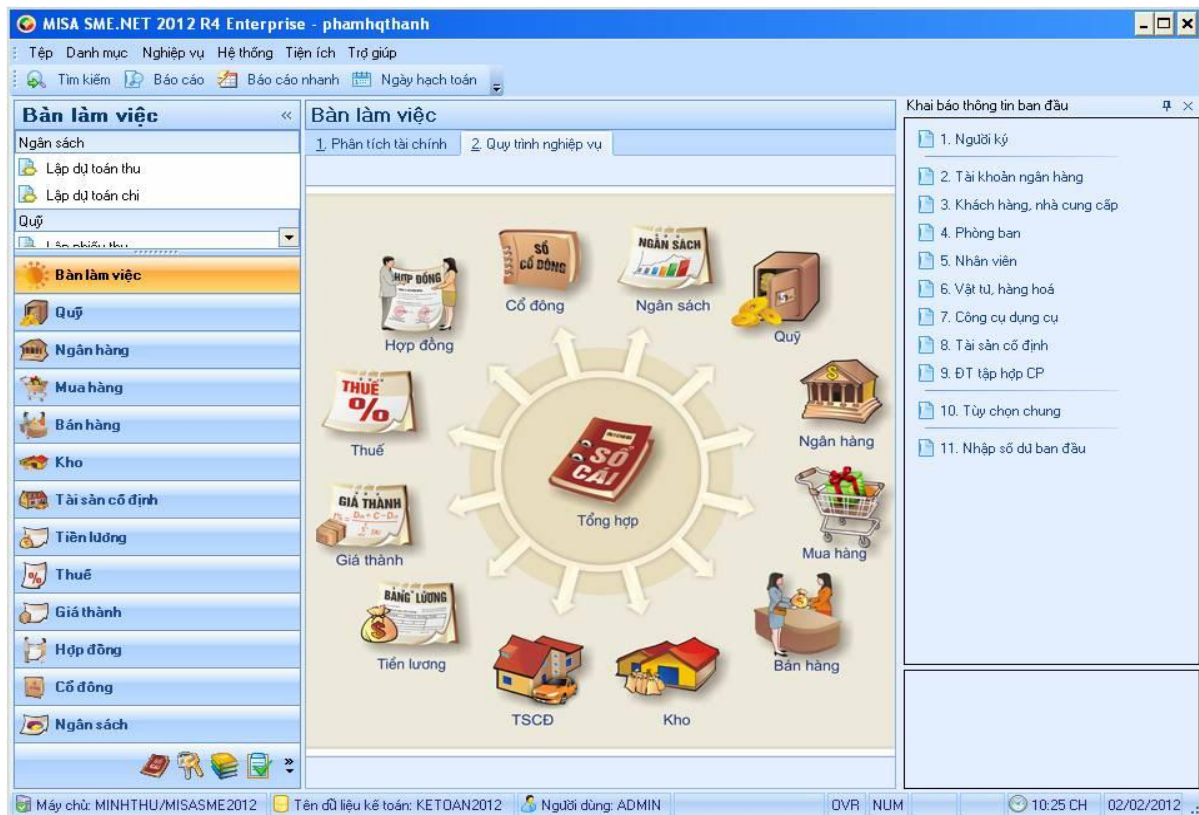 MISA SME.NET 2012 R4 Enterprise - phamhqthanh
Tệp Danh mục Nghiệp vụ Hệ thống Tiện ích Trợ giúp
Tìm kiếm Báo cáo Báo cáo nhanh Ngày hạch toán
Bàn làm việc «
Ngân sách
Lập dự toán thu
Lập dự toán chi
Quỹ
Lập phiếu thu
Bàn làm việc
Quỹ
Ngân hàng
Mua hàng
Bán hàng
Kho
Tài sản cố định
Tiền lương
Thuế
Giá thành
Hợp đồng
Cổ đông
Ngân sách
Bàn làm việc
1. Phân tích tài chính 2. Quy trình nghiệp vụ
HỢP ĐỒNG
Hợp đồng
SỔ CỔ ĐÔNG
Cổ đông
NGÂN SÁCH
Ngân sách
Quỹ
Ngân hàng
Mua hàng
Bán hàng
Kho
TSCĐ
BẢNG LƯƠNG
Tiền lương
GIÁ THÀNH
Giá thành
THUẾ
%
Thuế
SỔ
CÁI
Tổng hợp
Khai báo thông tin ban đầu
1. Người ký
2. Tài khoản ngân hàng
3. Khách hàng, nhà cung cấp
4. Phòng ban
5. Nhân viên
6. Vật tư, hàng hoá
7. Công cụ dụng cụ
8. Tài sản cố định
9. ĐT tập hợp CP
10. Tùy chọn chung
11. Nhập số dư ban đầu
Máy chủ: MINHTHU/MISASME2012 Tên dữ liệu kế toán: KETOAN2012 Người dùng: ADMIN OVR NUM 10:25 CH 02/02/2012